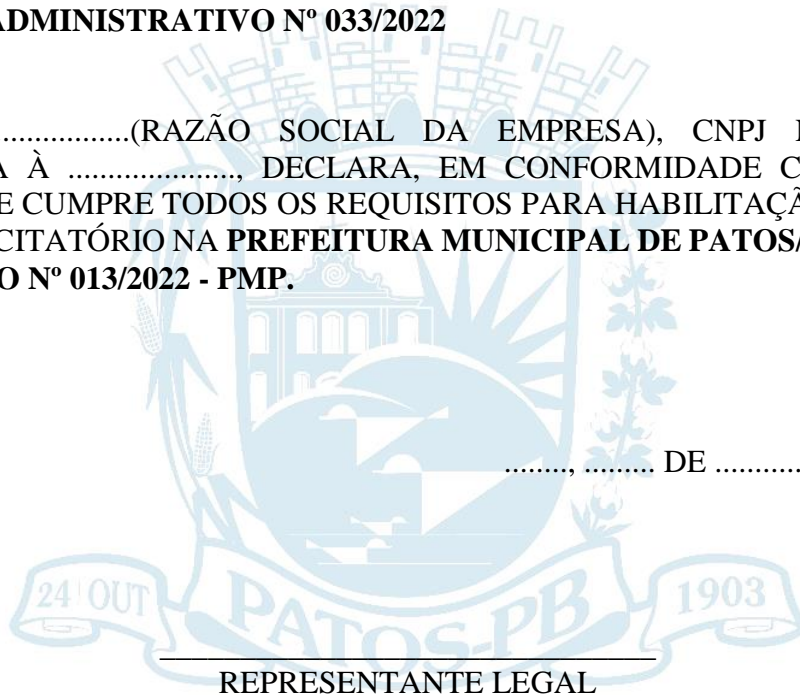 ADMINISTRATIVO Nº 033/2022
................(RAZÃO SOCIAL DA EMPRESA), CNPJ
A À ....................., DECLARA, EM CONFORMIDADE C
E CUMPRE TODOS OS REQUISITOS PARA HABILITAÇÃ
CITATÓRIO NA PREFEITURA MUNICIPAL DE PATOS/
O Nº 013/2022 - PMP.
........, ......... DE ...........
24 OUT
PATOS-PB
1903
REPRESENTANTE LEGAL